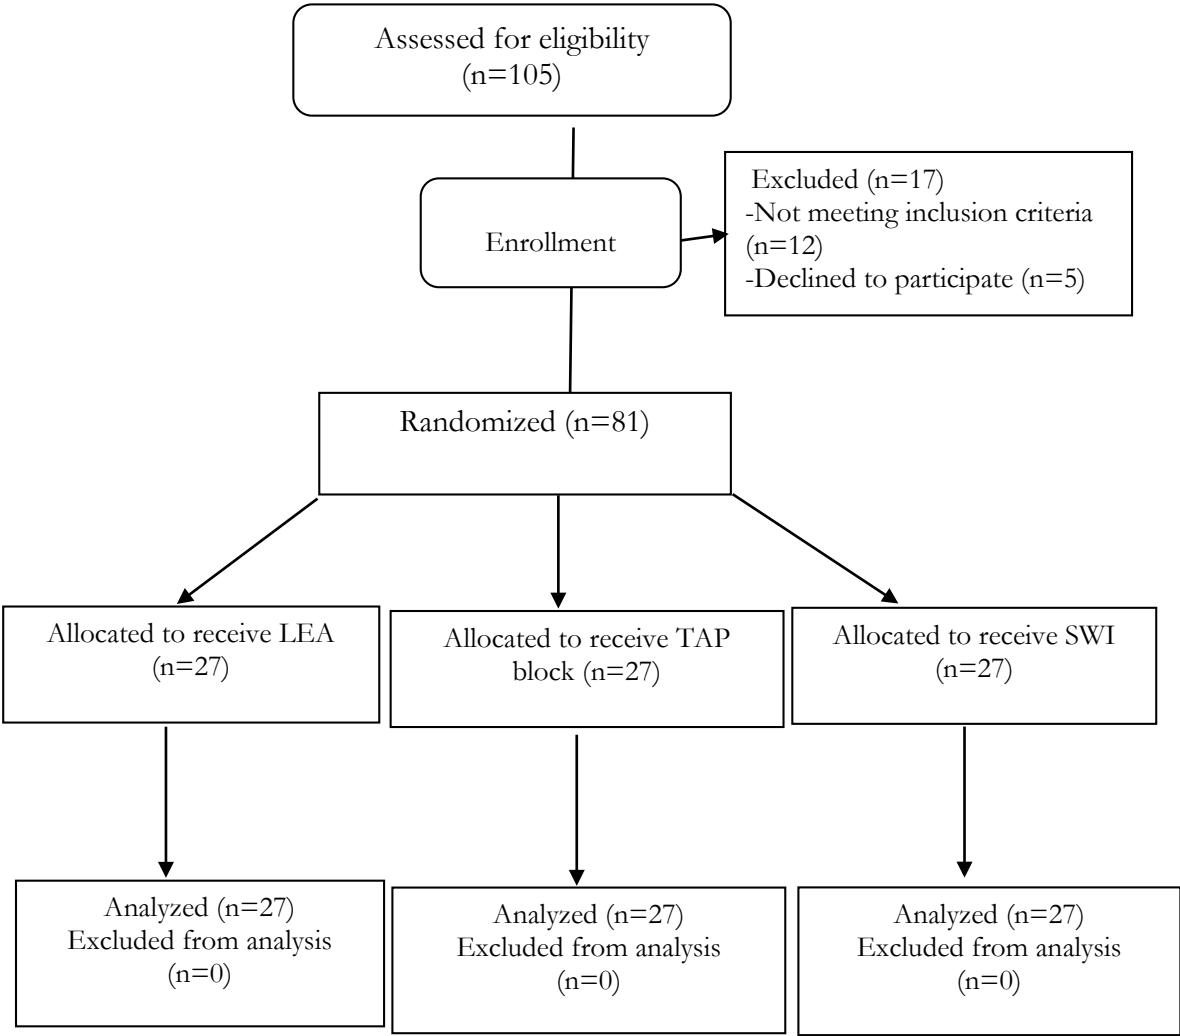 Assessed for eligibility
(n=105)
Excluded (n=17)
-Not meeting inclusion criteria
(n=12)
-Declined to participate (n=5)
Enrollment
Randomized (n=81)
Allocated to receive LEA
(n=27)
Allocated to receive TAP
block (n=27)
Allocated to receive SWI
(n=27)
Analyzed (n=27)
Excluded from analysis
(n=0)
Analyzed (n=27)
Excluded from analysis
(n=0)
Analyzed (n=27)
Excluded from analysis
(n=0)